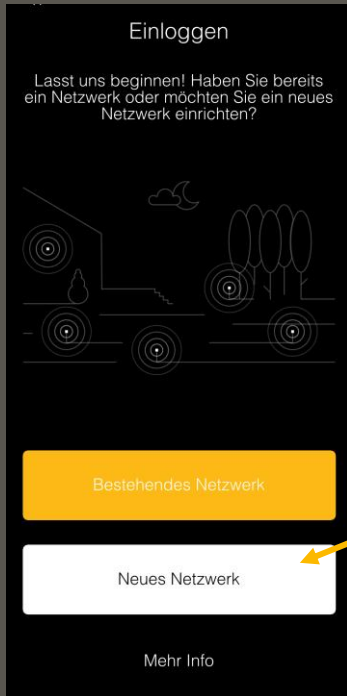 Einloggen
Lasst uns beginnen! Haben Sie bereits
ein Netzwerk oder möchten Sie ein neues
Netzwerk einrichten?
Bestehendes Netzwerk
Neues Netzwerk
Mehr Info